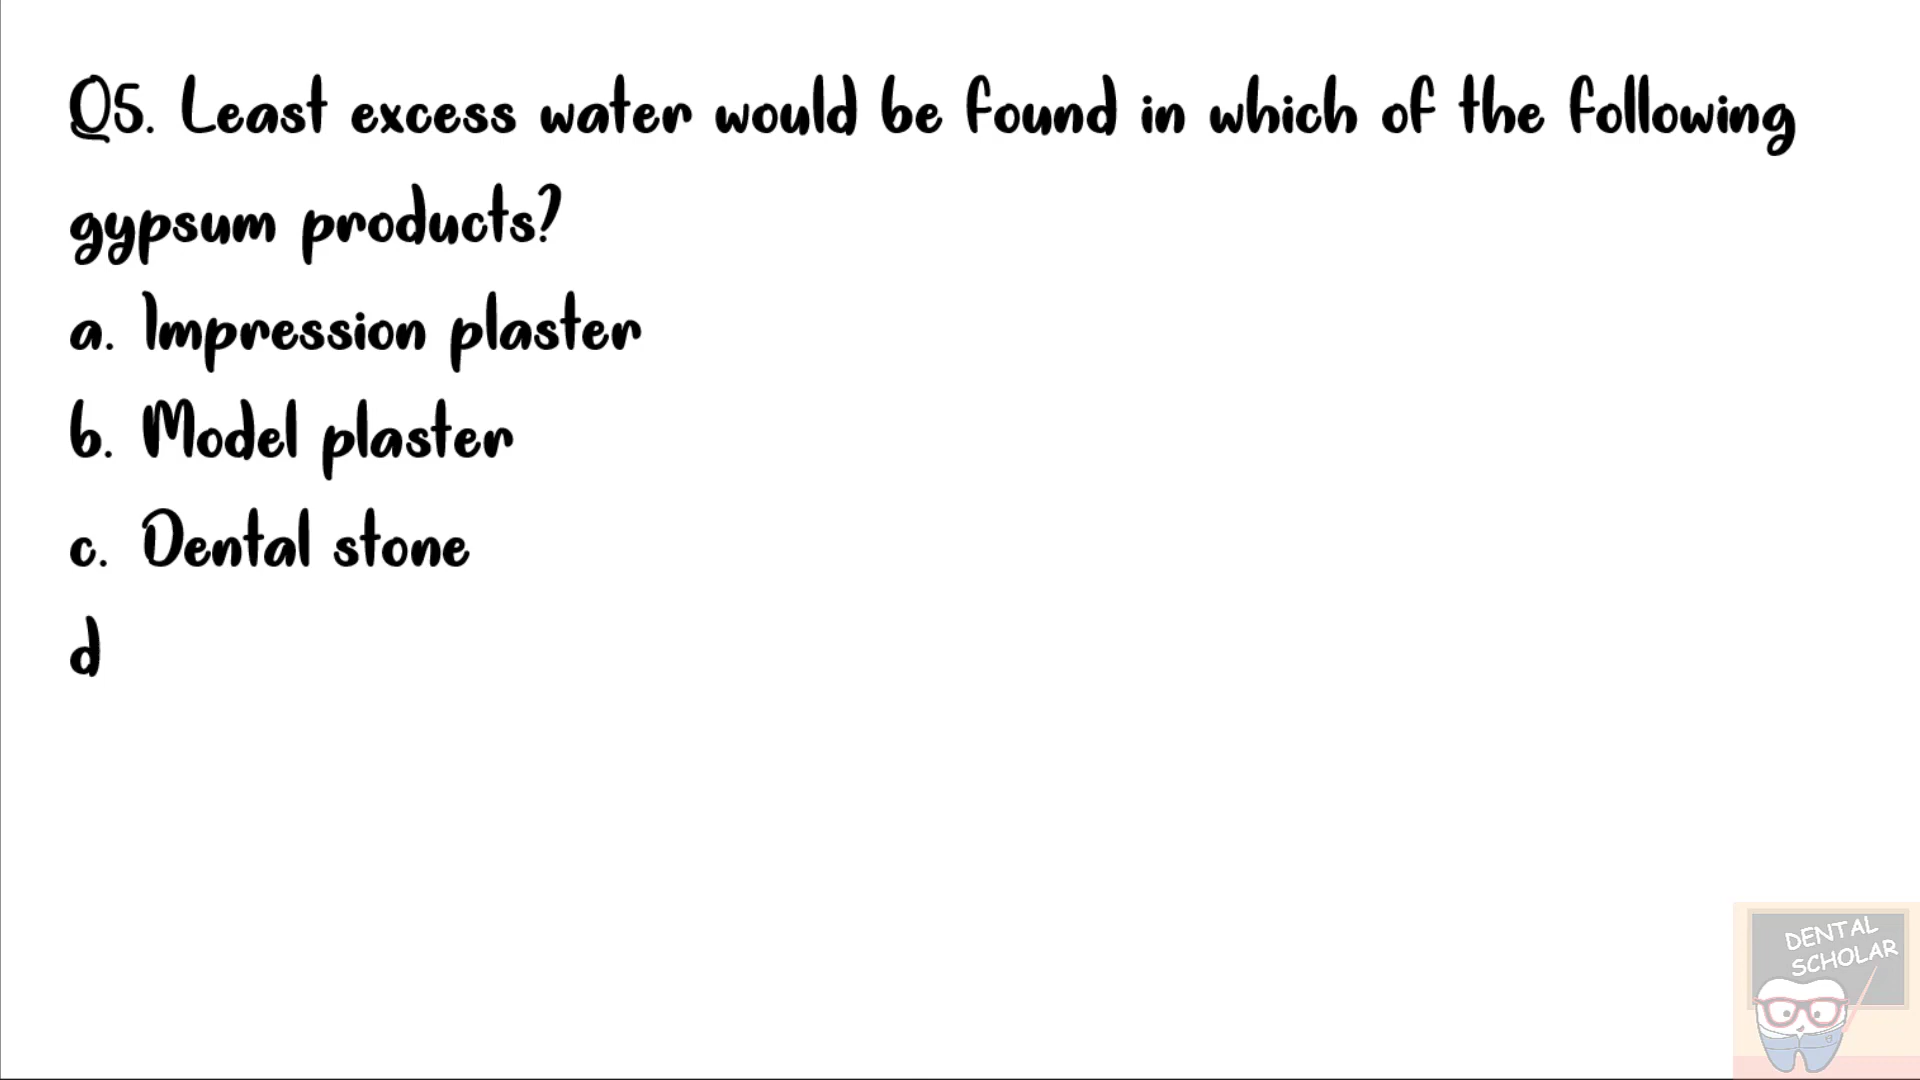 Q5. Least excess water would be found in which of the following
gypsum products?
a. Impression plaster
b. Model plaster
c. Dental stone
d
DENTAL
SCHOLAR